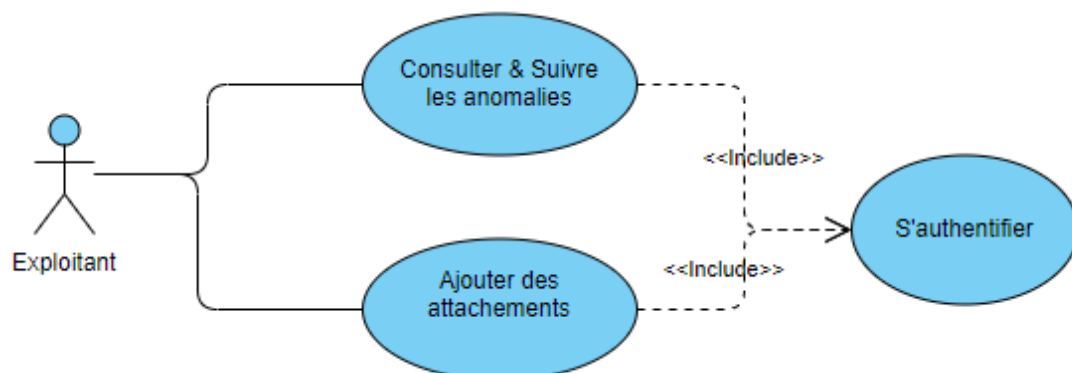 Consulter & Suivre
les anomalies
<<Include>>
S'authentifier
Exploitant
<<Include>>
Ajouter des
attachements